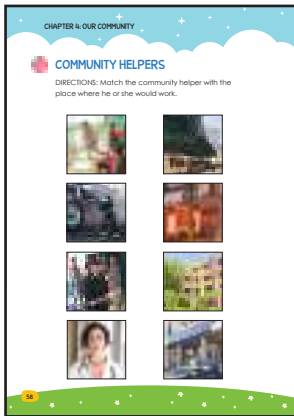 CHAPTER 4: OUR COMMUNITY
COMMUNITY HELPERS
DIRECTIONS: Match the community helper with the
place where he or she would work.
58